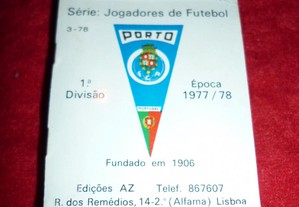 Série: Jogadores de Futebol
3-78
PORTO
1.ª Divisão
Época 1977/78
PORTUGAL
Fundado em 1906
Edições AZ Telef. 867607
R. dos Remédios, 14-2.º (Alfama) Lisboa